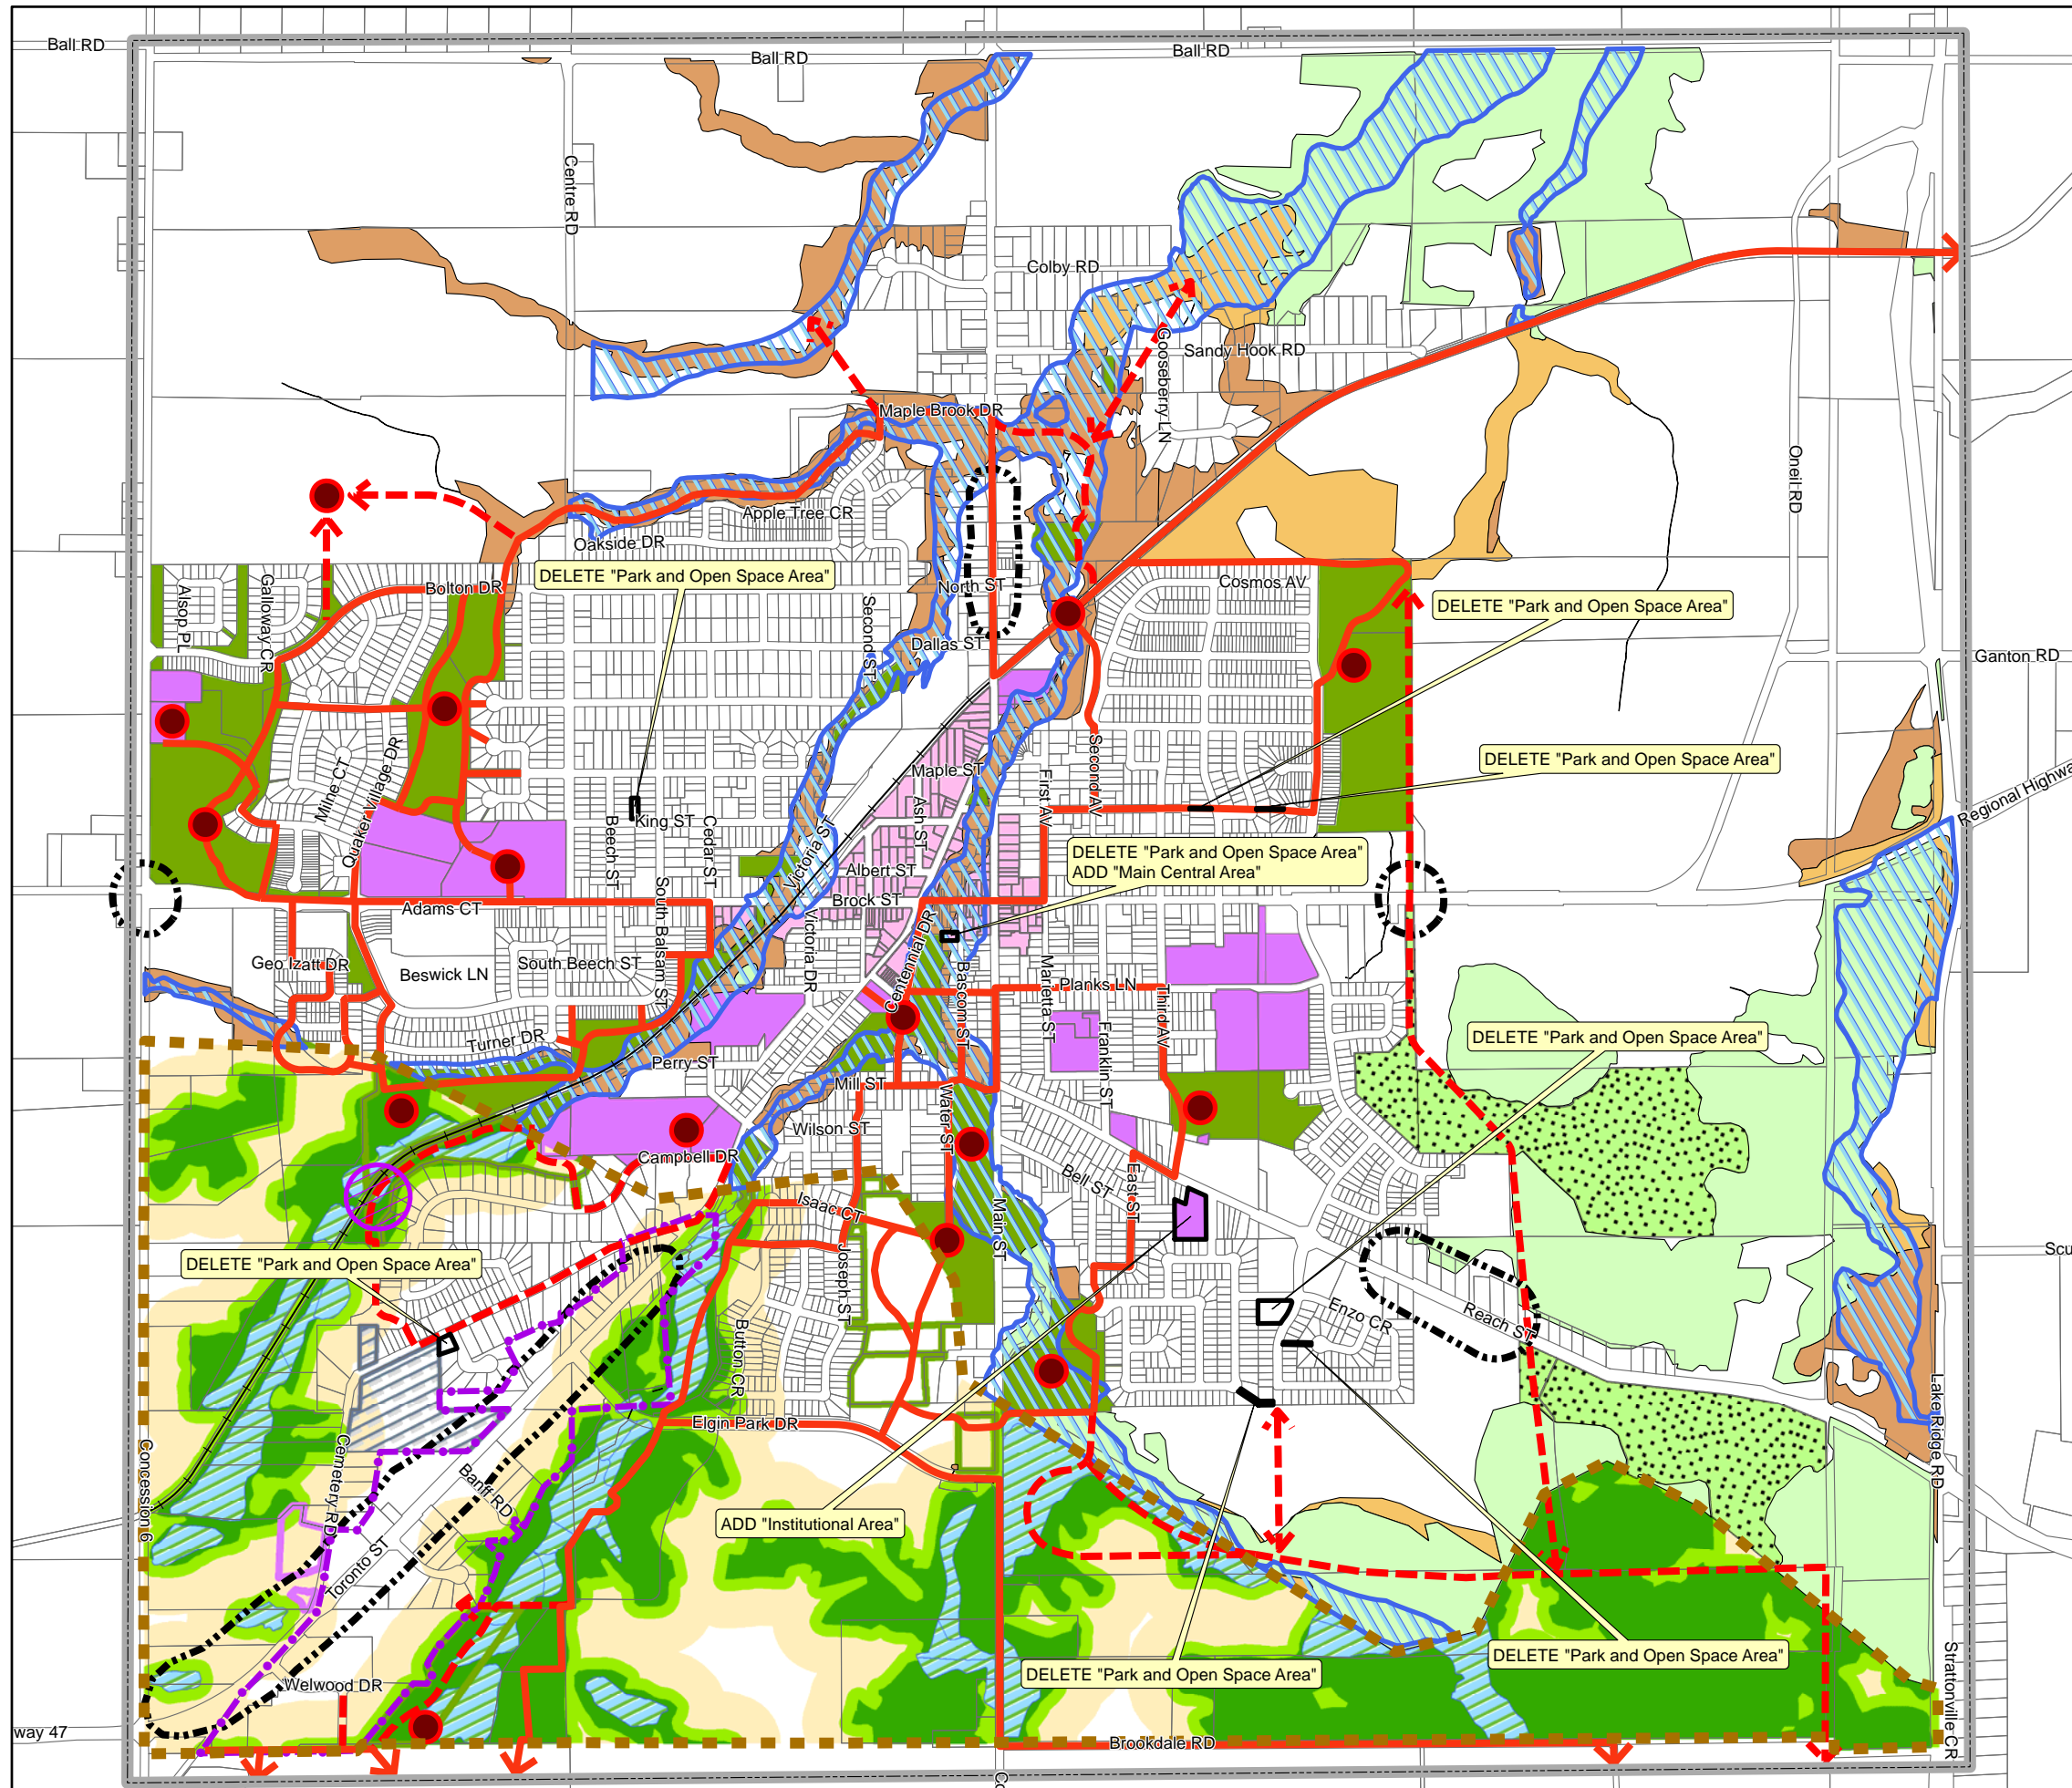 Ball RD
Ball RD
Ball RD
Centre RD
Colby RD
Gooseberry LN
Sandy Hook RD
Maple Brook DR
Oneil RD
Apple Tree CR
Oakside DR
DELETE "Park and Open Space Area"
Bolton DR
Alsop PL
Galloway CR
North ST
Cosmos AV
DELETE "Park and Open Space Area"
Second ST
Dallas ST
Ganton RD
DELETE "Park and Open Space Area"
Second AV
Maple ST
First AV
Milne CT
Quaker Village DR
Regional Highwa
King ST
Beech ST
Cedar ST
Victoria ST
Ash ST
DELETE "Park and Open Space Area"
ADD "Main Central Area"
Albert ST
Brock ST
Adams CT
South Balsam ST
Victoria DR
Centennial DR
Geo Izatt DR
Beswick LN
South Beech ST
Bascom ST
Marietta ST
Planks LN
Third AV
Turner DR
Perry ST
Franklin ST
DELETE "Park and Open Space Area"
Mill ST
Water ST
Wilson ST
Campbell DR
Bell ST
East ST
Isaac CT
Main ST
DELETE "Park and Open Space Area"
Joseph ST
Scu
Enzo CR
Reach ST
Button CR
Lake Ridge RD
Elgin Park DR
Concession 6
Cemetery RD
Banff RD
ADD "Institutional Area"
Toronto ST
DELETE "Park and Open Space Area"
DELETE "Park and Open Space Area"
Strattonville CR
Welwood DR
way 47
Brookdale RD